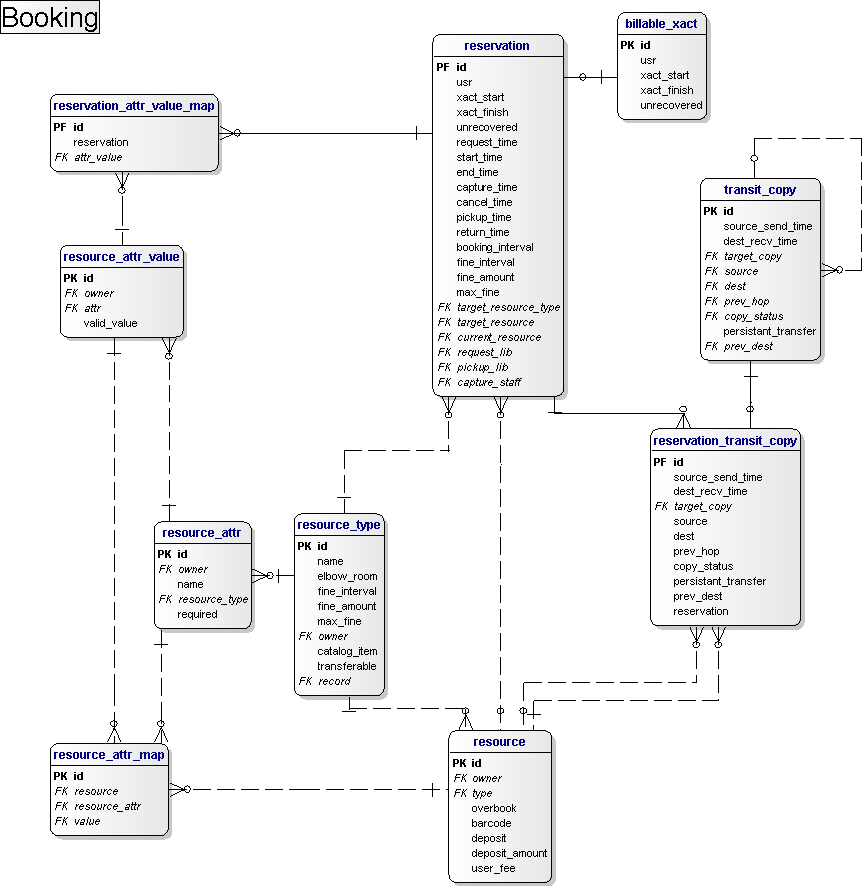 Booking
billable_xact
PK id
usr
xact_start
xact_finish
unrecovered
reservation
PF id
usr
xact_start
xact_finish
unrecovered
request_time
start_time
end_time
capture_time
cancel_time
pickup_time
return_time
booking_interval
fine_interval
fine_amount
max_fine
FK target_resource_type
FK target_resource
FK current_resource
FK request_lib
FK pickup_lib
FK capture_staff
reservation_attr_value_map
PF id
reservation
FK attr_value
transit_copy
PK id
source_send_time
dest_recv_time
FK target_copy
FK source
FK dest
FK prev_hop
FK copy_status
persistant_transfer
FK prev_dest
resource_attr_value
PK id
FK owner
FK attr
valid_value
reservation_transit_copy
PF id
source_send_time
dest_recv_time
FK target_copy
source
dest
prev_hop
copy_status
persistant_transfer
prev_dest
reservation
resource_attr
PK id
FK owner
name
FK resource_type
required
resource_type
PK id
name
elbow_room
fine_interval
fine_amount
max_fine
FK owner
catalog_item
transferable
FK record
resource_attr_map
PK id
FK resource
FK resource_attr
FK value
resource
PK id
FK owner
FK type
overbook
barcode
deposit
deposit_amount
user_fee